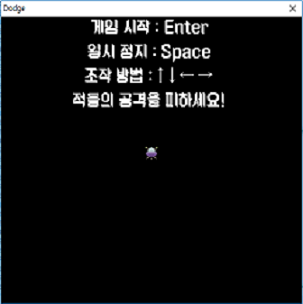 Dodge
게임 시작 : Enter
일시 정지 : Space
조작 방법 : ↑↓←→
적들의 공격을 피하세요!